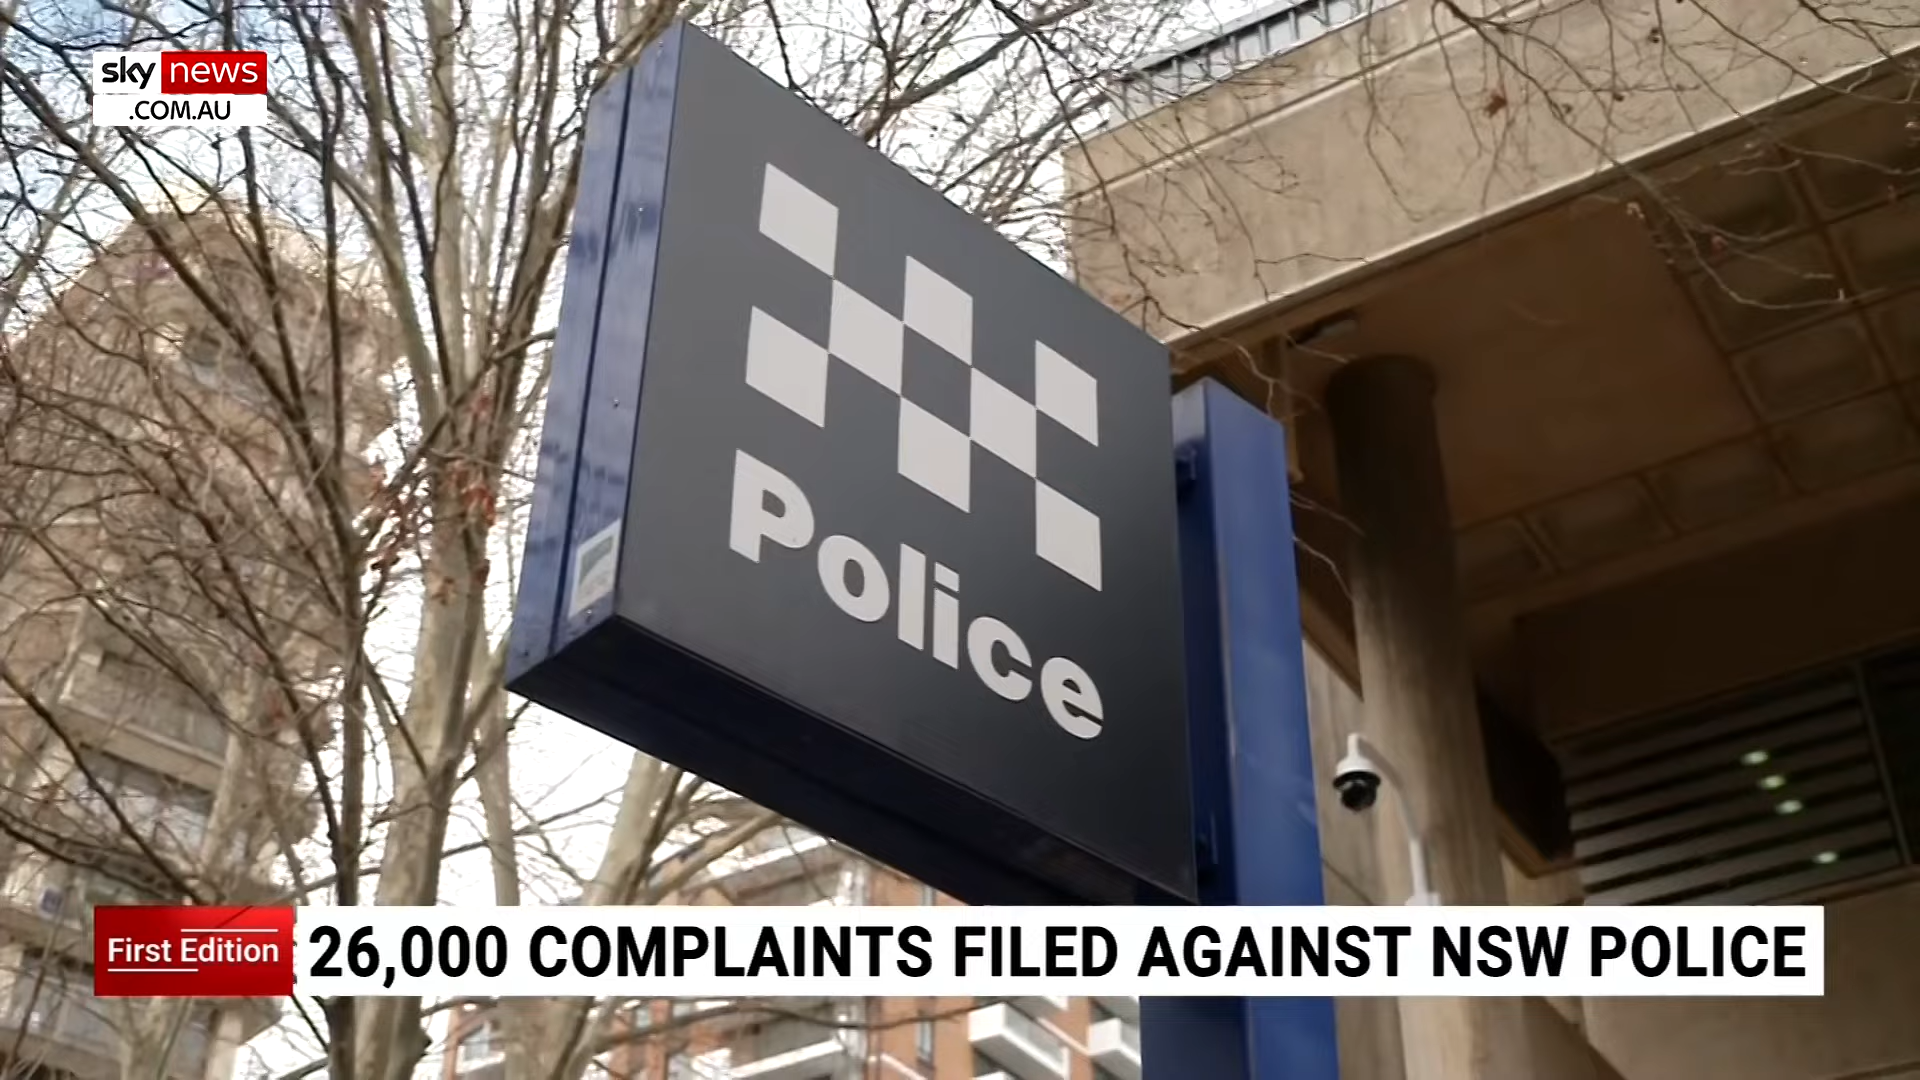 sky news
.COM.AU
Police
First Edition
26,000 COMPLAINTS FILED AGAINST NSW POLICE